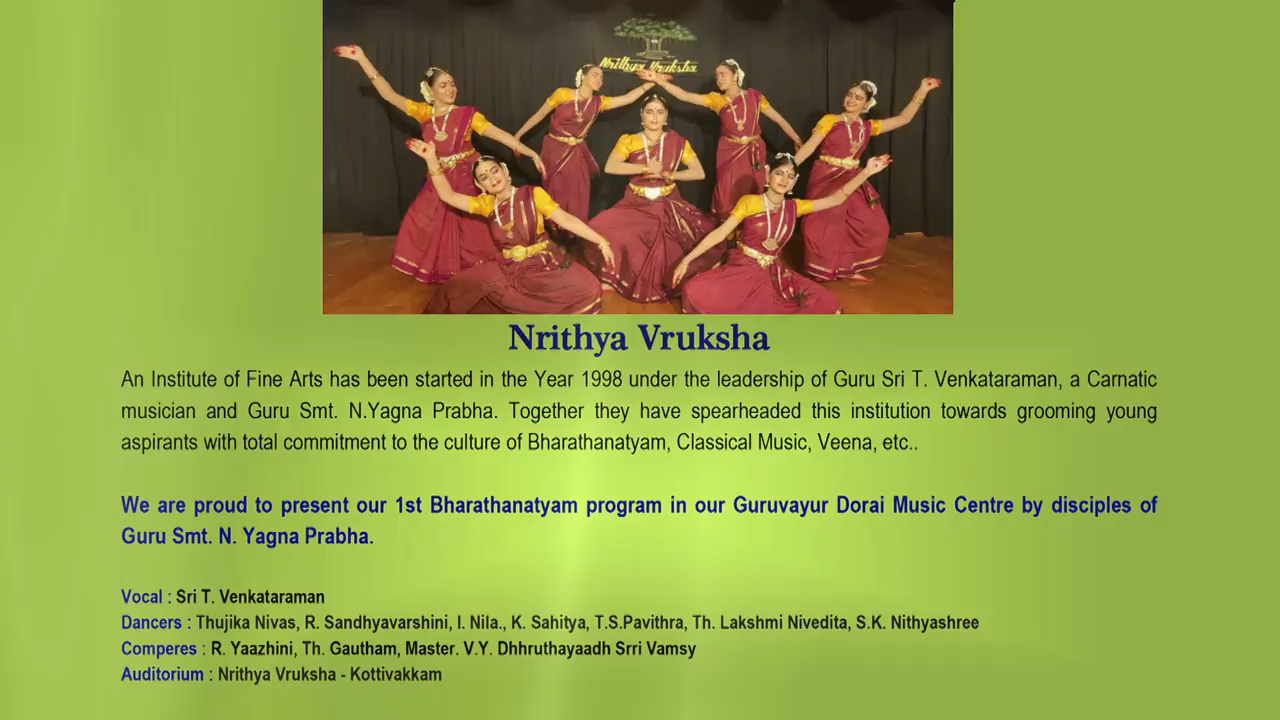 Nrithya Vruksha
Nrithya Vruksha
An Institute of Fine Arts has been started in the Year 1998 under the leadership of Guru Sri T. Venkataraman, a Carnatic
musician and Guru Smt. N.Yagna Prabha. Together they have spearheaded this institution towards grooming young
aspirants with total commitment to the culture of Bharathanatyam, Classical Music, Veena, etc..
We are proud to present our 1st Bharathanatyam program in our Guruvayur Dorai Music Centre by disciples of
Guru Smt. N. Yagna Prabha.
Vocal : Sri T. Venkataraman
Dancers : Thujika Nivas, R. Sandhyavarshini, I. Nila., K. Sahitya, T.S.Pavithra, Th. Lakshmi Nivedita, S.K. Nithyashree
Comperes : R. Yaazhini, Th. Gautham, Master. V.Y. Dhhruthayaadh Srri Vamsy
Auditorium : Nrithya Vruksha - Kottivakkam